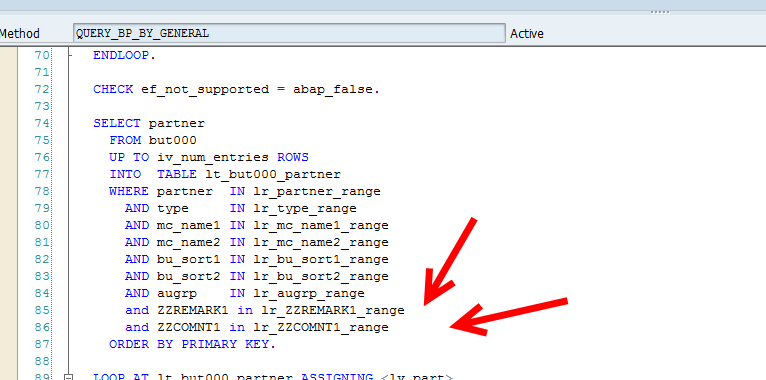 Method QUERY_BP_BY_GENERAL Active
70 ENDLOOP.
71
72 CHECK ef_not_supported = abap_false.
73
74 SELECT partner
75 FROM but000
76 UP TO iv_num_entries ROWS
77 INTO TABLE lt_but000_partner
78 WHERE partner IN lr_partner_range
79 AND type IN lr_type_range
80 AND mc_name1 IN lr_mc_name1_range
81 AND mc_name2 IN lr_mc_name2_range
82 AND bu_sort1 IN lr_bu_sort1_range
83 AND bu_sort2 IN lr_bu_sort2_range
84 AND augrp IN lr_augrp_range
85 and ZZREMARK1 in lr_ZZREMARK1_range
86 and ZZCOMNT1 in lr_ZZCOMNT1_range
87 ORDER BY PRIMARY KEY.
88
89 LOOP AT lt_but000_partner ASSIGNING <lv_part>